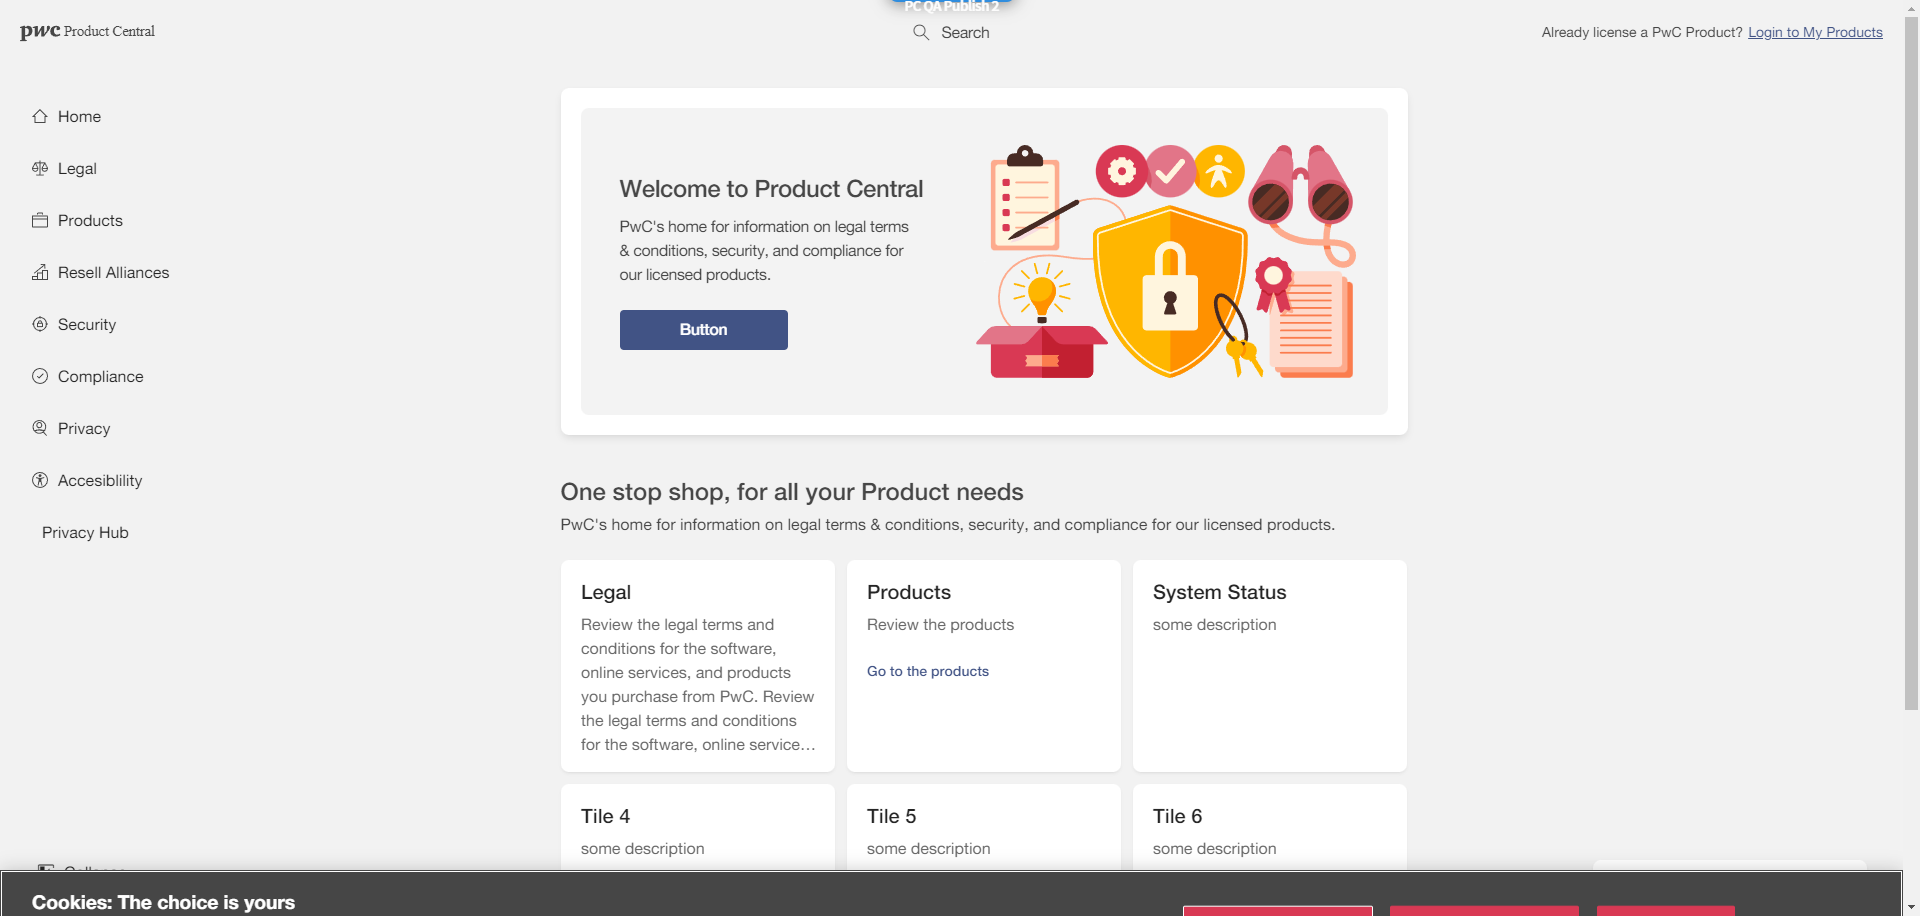 PC QA Publish 2
pwc Product Central
Search
Already license a PwC Product? Login to My Products
Home
Legal
Products
Resell Alliances
Security
Compliance
Privacy
Accesiblility
Privacy Hub
Welcome to Product Central
PwC's home for information on legal terms
& conditions, security, and compliance for
our licensed products.
Button
One stop shop, for all your Product needs
PwC's home for information on legal terms & conditions, security, and compliance for our licensed products.
Legal
Review the legal terms and
conditions for the software,
online services, and products
you purchase from PwC. Review
the legal terms and conditions
for the software, online service...
Products
Review the products
Go to the products
System Status
some description
Tile 4
some description
Tile 5
some description
Tile 6
some description
Cookies: The choice is yours